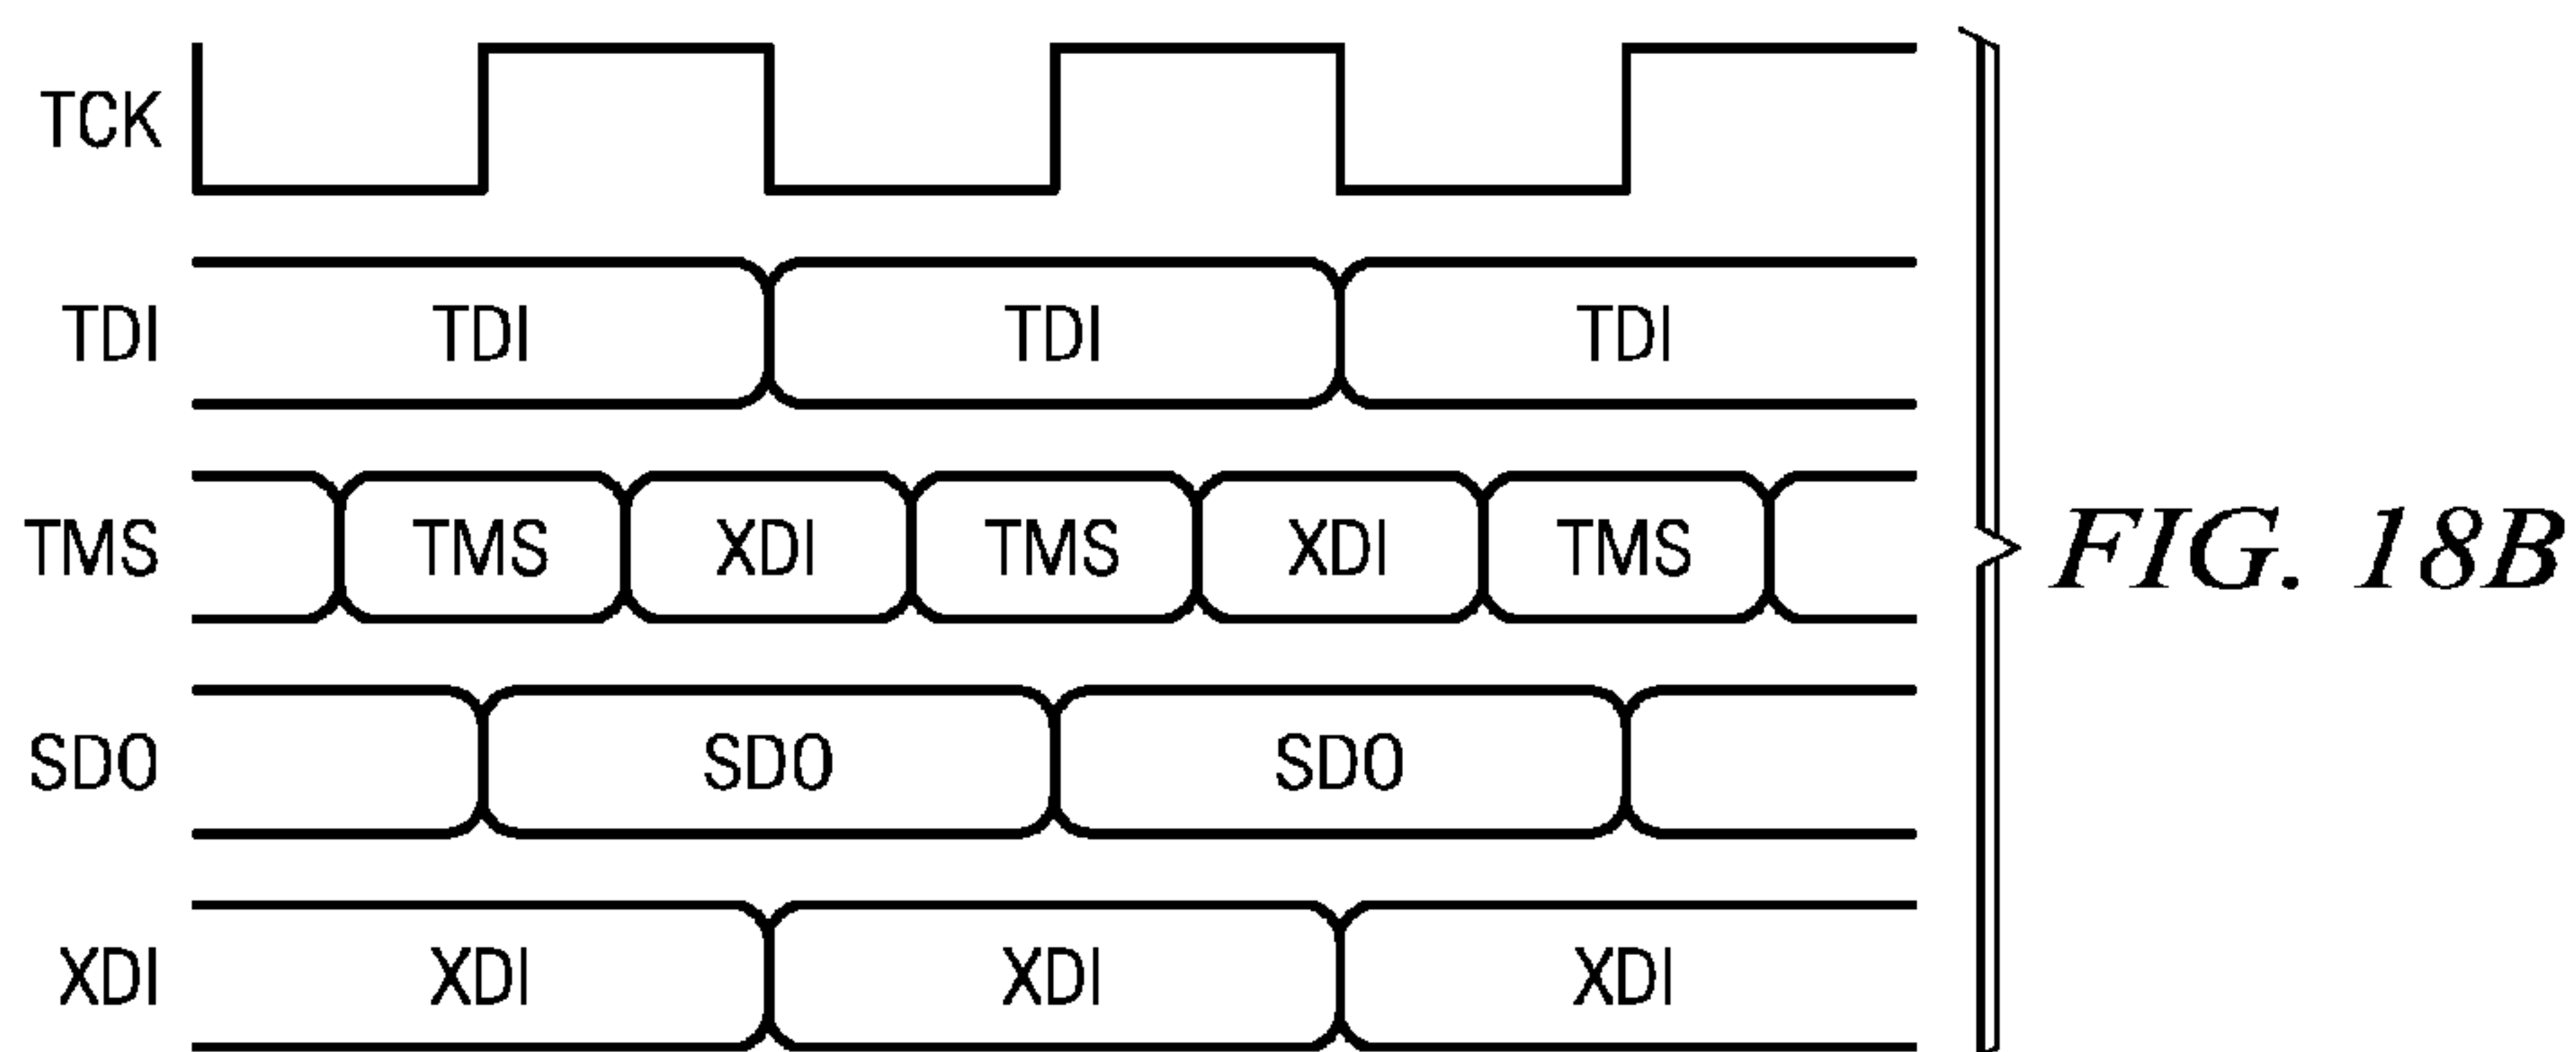 TCK
TDI TDI TDI TDI
TMS TMS XDI TMS XDI TMS
SDO SDO SDO
XDI XDI XDI XDI
FIG. 18B